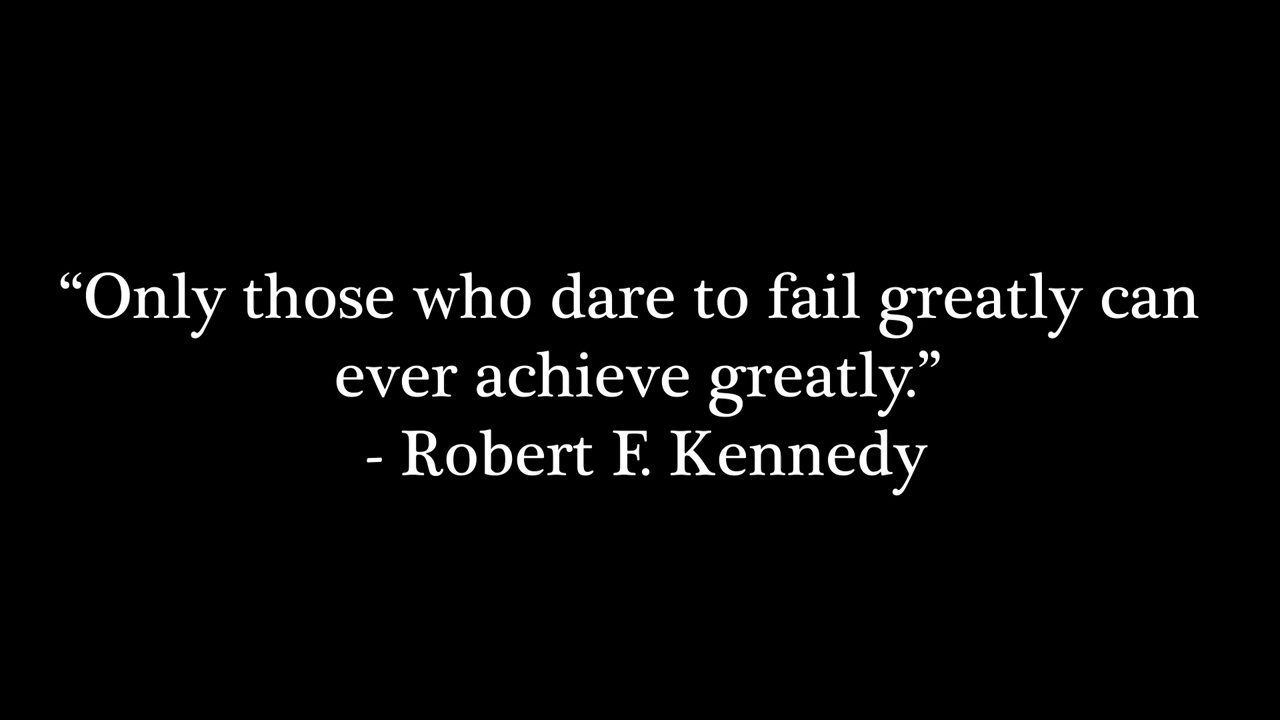 “Only those who dare to fail greatly can
ever achieve greatly.”
- Robert F. Kennedy